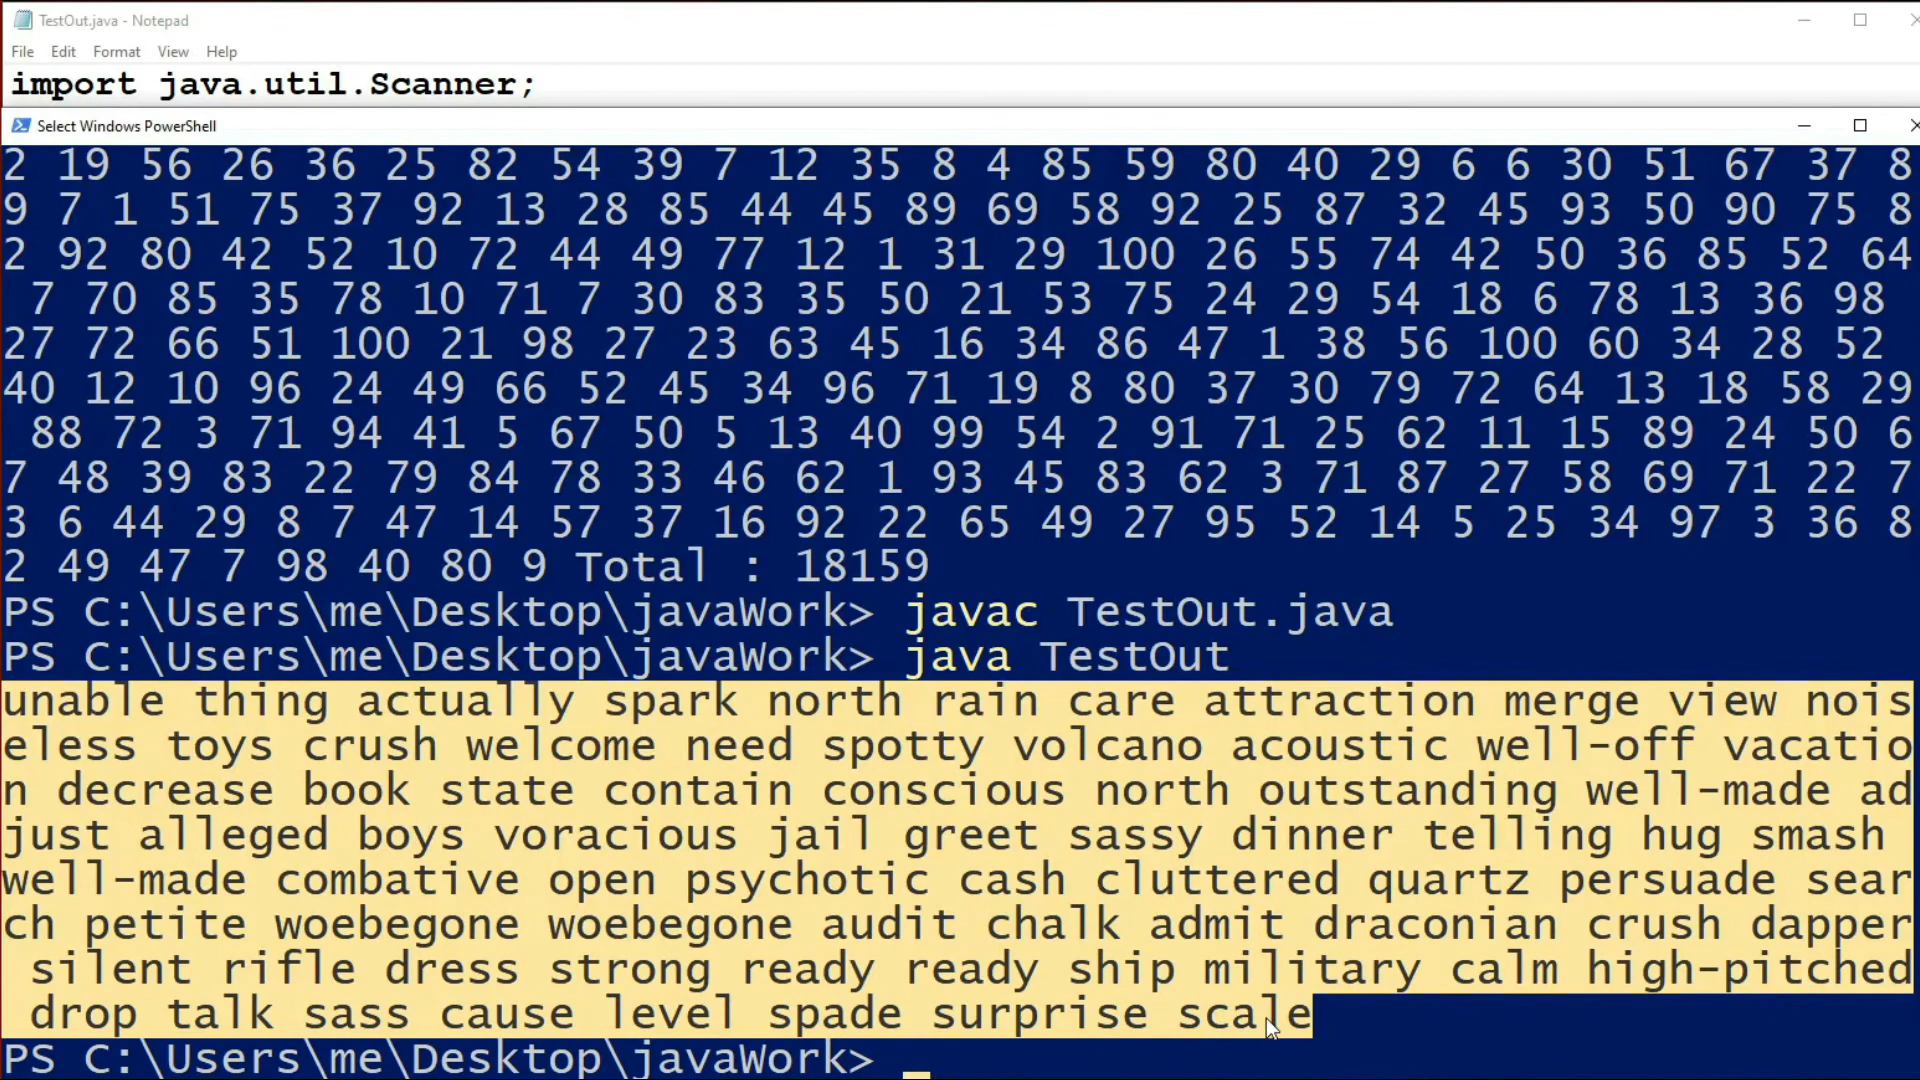 TestOut.java - Notepad
File Edit Format View Help
import java.util.Scanner;
Select Windows PowerShell
2 19 56 26 36 25 82 54 39 7 12 35 8 4 85 59 80 40 29 6 6 30 51 67 37 8
9 7 1 51 75 37 92 13 28 85 44 45 89 69 58 92 25 87 32 45 93 50 90 75 8
2 92 80 42 52 10 72 44 49 77 12 1 31 29 100 26 55 74 42 50 36 85 52 64
7 70 85 35 78 10 71 7 30 83 35 50 21 53 75 24 29 54 18 6 78 13 36 98
27 72 66 51 100 21 98 27 23 63 45 16 34 86 47 1 38 56 100 60 34 28 52
40 12 10 96 24 49 66 52 45 34 96 71 19 8 80 37 30 79 72 64 13 18 58 29
88 72 3 71 94 41 5 67 50 5 13 40 99 54 2 91 71 25 62 11 15 89 24 50 6
7 48 39 83 22 79 84 78 33 46 62 1 93 45 83 62 3 71 87 27 58 69 71 22 7
3 6 44 29 8 7 47 14 57 37 16 92 22 65 49 27 95 52 14 5 25 34 97 3 36 8
2 49 47 7 98 40 80 9 Total : 18159
PS C:\Users\me\Desktop\javaWork> javac TestOut.java
PS C:\Users\me\Desktop\javaWork> java TestOut
unable thing actually spark north rain care attraction merge view nois
eless toys crush welcome need spotty volcano acoustic well-off vacatio
n decrease book state contain conscious north outstanding well-made ad
just alleged boys voracious jail greet sassy dinner telling hug smash
well-made combative open psychotic cash cluttered quartz persuade sear
ch petite woebegone woebegone audit chalk admit draconian crush dapper
silent rifle dress strong ready ready ship military calm high-pitched
drop talk sass cause level spade surprise scale
PS C:\Users\me\Desktop\javaWork>